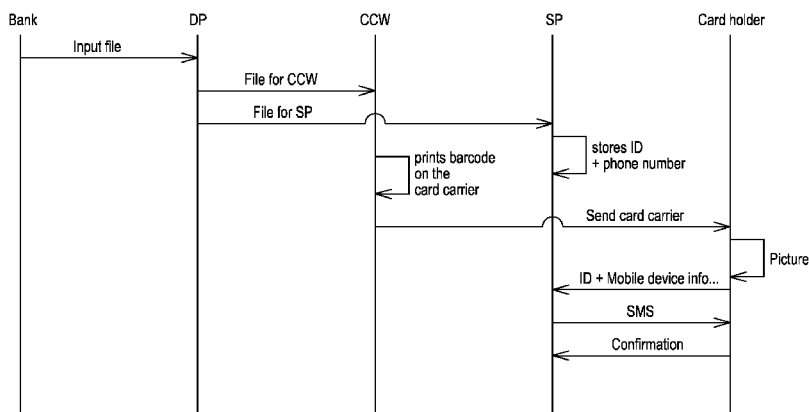 Bank DP CCW SP Card holder
Input file
File for CCW
File for SP
stores ID
+ phone number
prints barcode
on the
card carrier
Send card carrier
Picture
ID + Mobile device info...
SMS
Confirmation